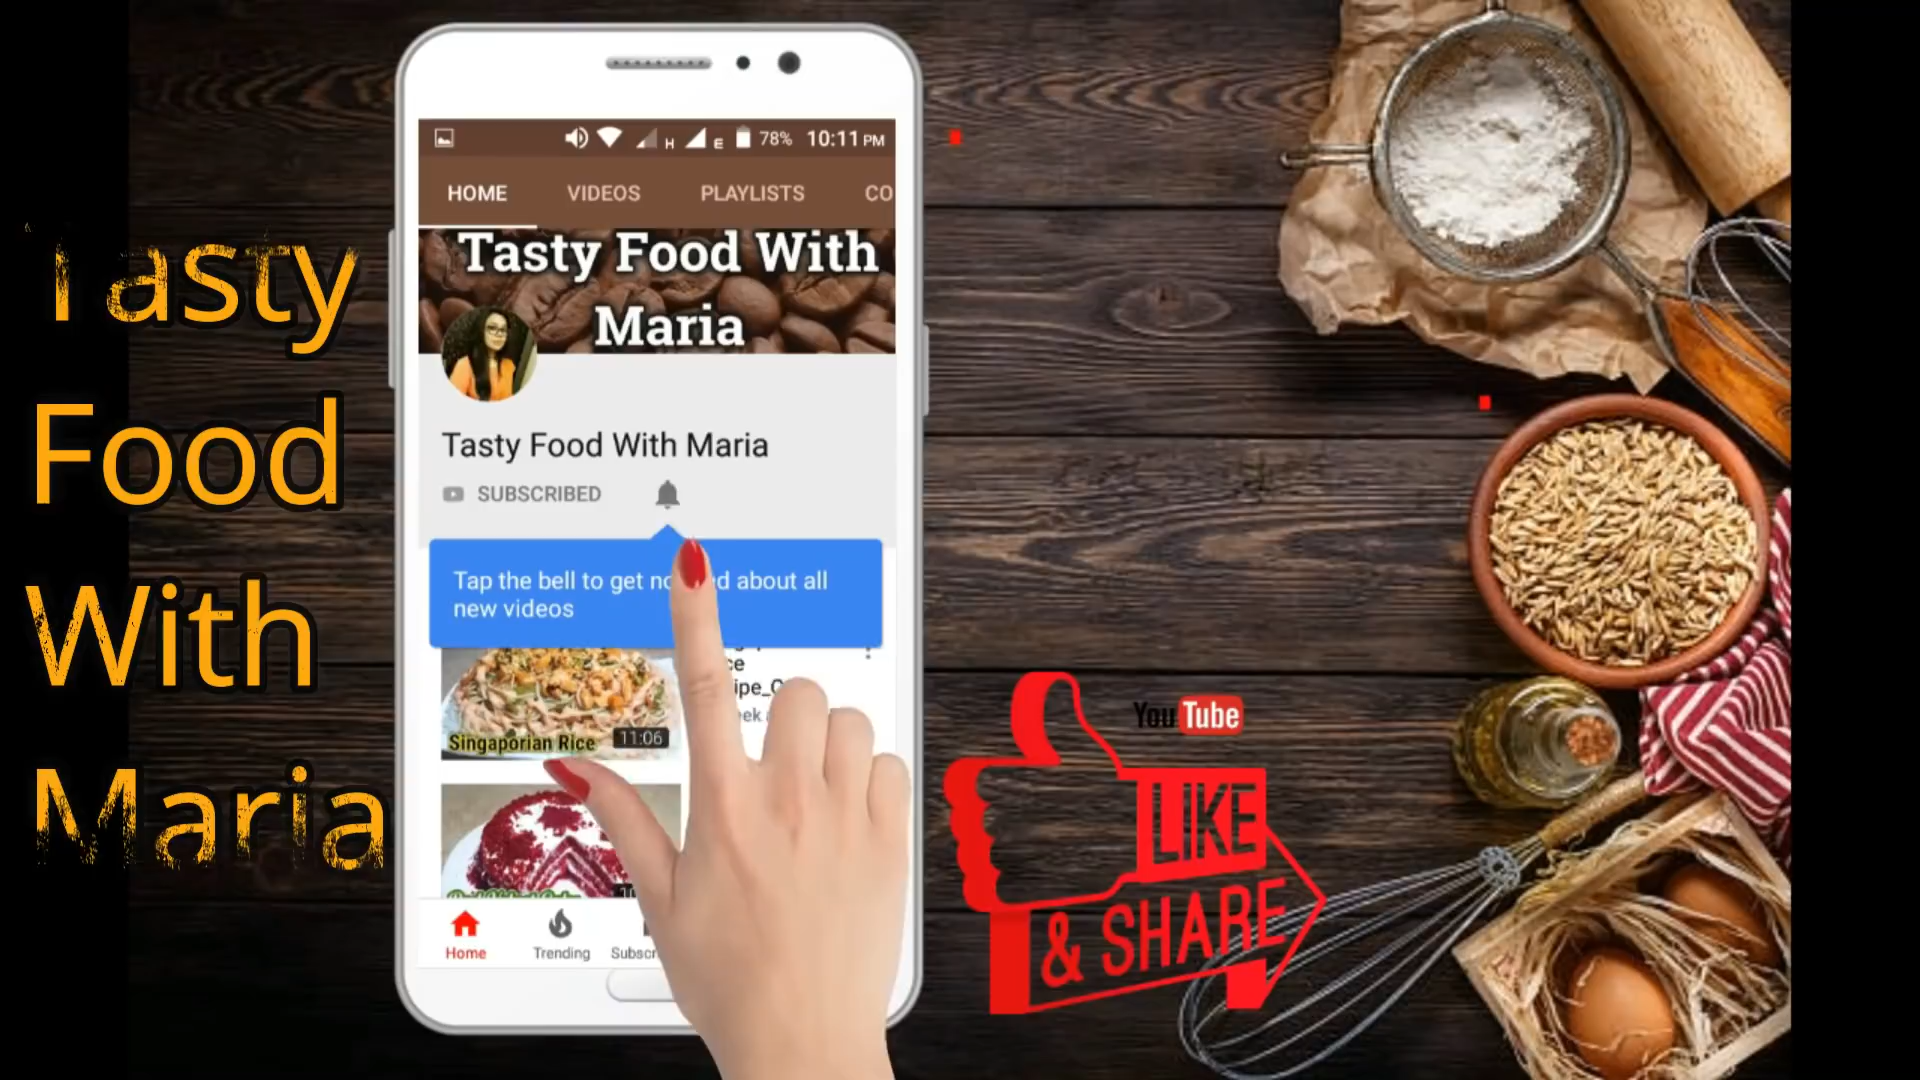 Tasty
Food
With
Maria
H E 78% 10:11 PM
HOME VIDEOS PLAYLISTS CO
Tasty Food With
Maria
Tasty Food With Maria
SUBSCRIBED
Tap the bell to get about all
new videos
Singaporian Rice 11:06
Home Trending
YouTube
LIKE
& SHARE